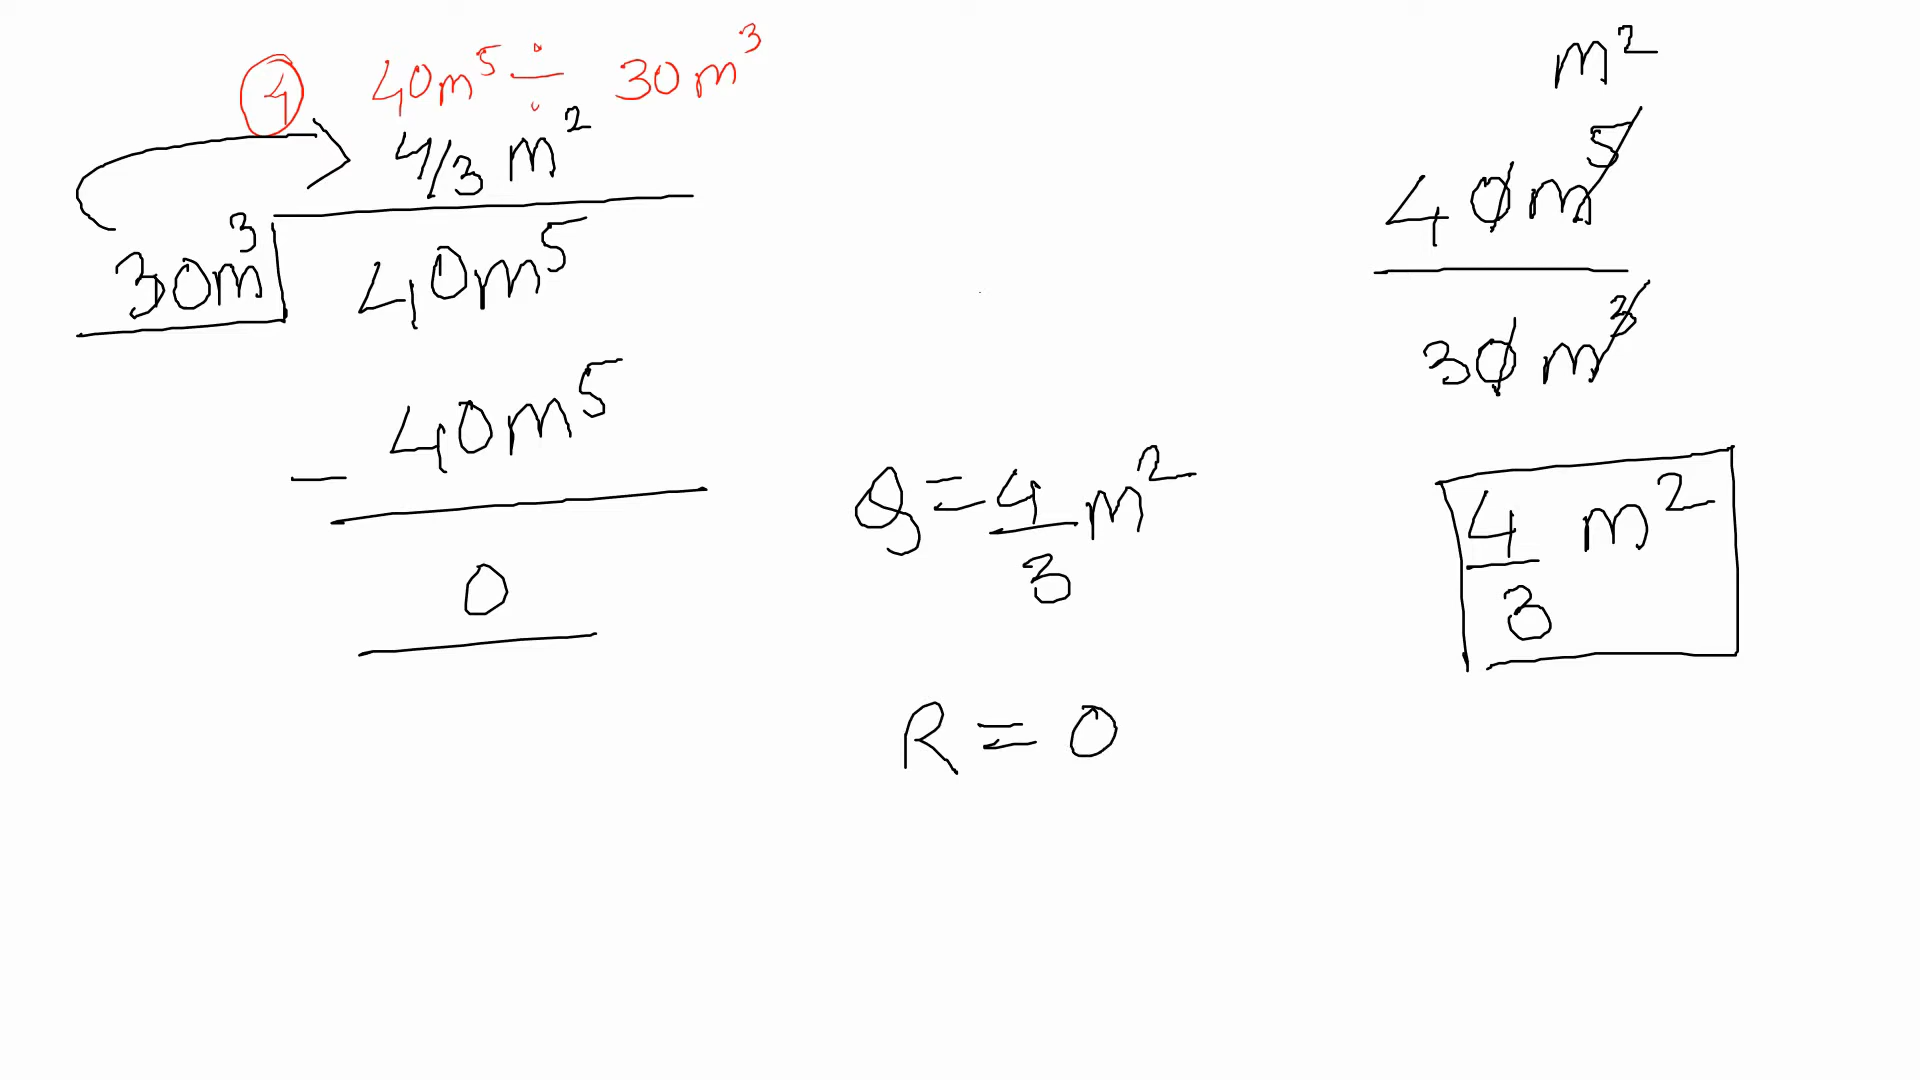 ④ 40m⁵ ÷ 30m³
4/3 m²
30m³ 40m⁵
− 40m⁵
0
Q = 4/3 m²
R = 0
m²
40m⁵
30m³
4/3 m²